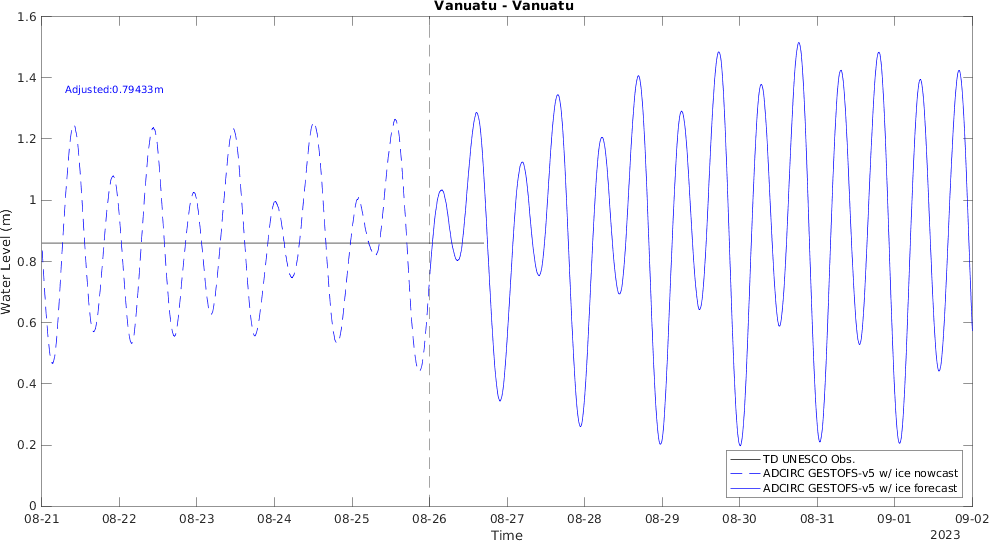 Vanuatu - Vanuatu
1.6
1.4
1.2
1
0.8
0.6
0.4
0.2
0
Water Level (m)
Adjusted:0.79433m
TD UNESCO Obs.
ADCIRC GESTOFS-v5 w/ ice nowcast
ADCIRC GESTOFS-v5 w/ ice forecast
08-21 08-22 08-23 08-24 08-25 08-26 08-27 08-28 08-29 08-30 08-31 09-01 09-02
Time
2023